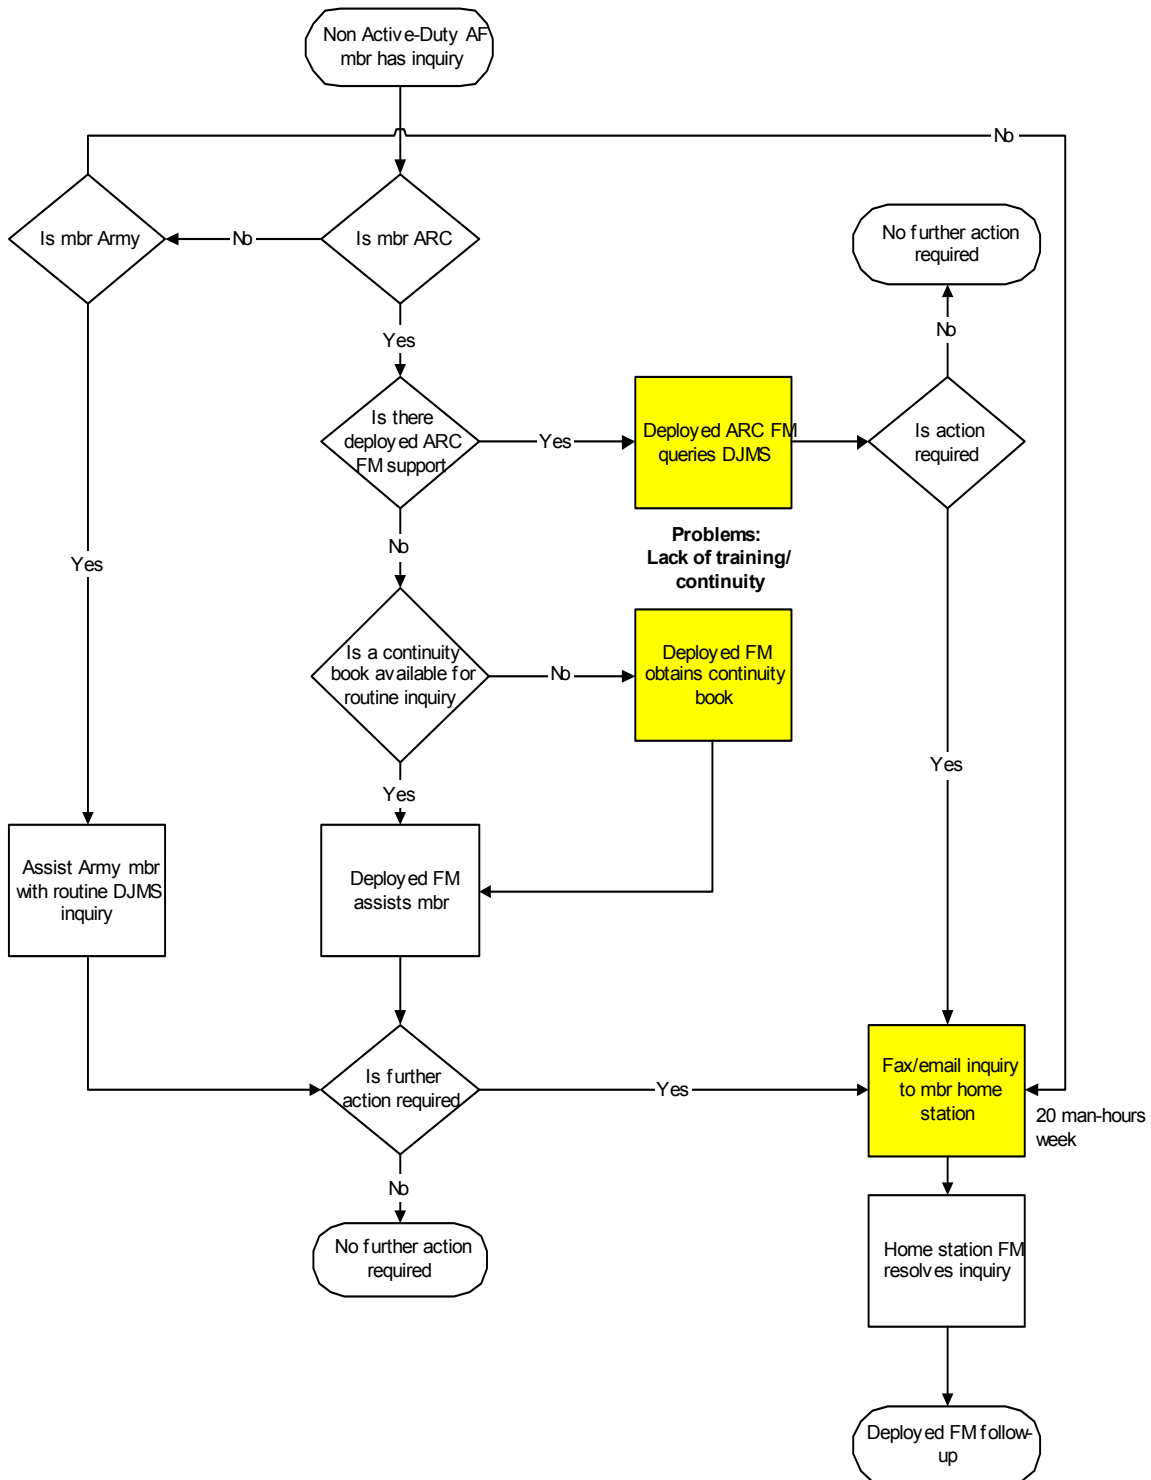 Non Active-Duty AF
mbr has inquiry
No
Is mbr Army
No
Is mbr ARC
No further action
required
Yes
No
Is there
deployed ARC
FM support
Yes
Deployed ARC FM
queries DJMS
Is action
required
No
Problems:
Lack of training/
continuity
Yes
Is a continuity
book available for
routine inquiry
No
Deployed FM
obtains continuity
book
Yes
Yes
Assist Army mbr
with routine DJMS
inquiry
Deployed FM
assists mbr
Is further
action required
Yes
Fax/email inquiry
to mbr home
station
20 man-hours
week
No
No further action
required
Home station FM
resolves inquiry
Deployed FM follow-
up